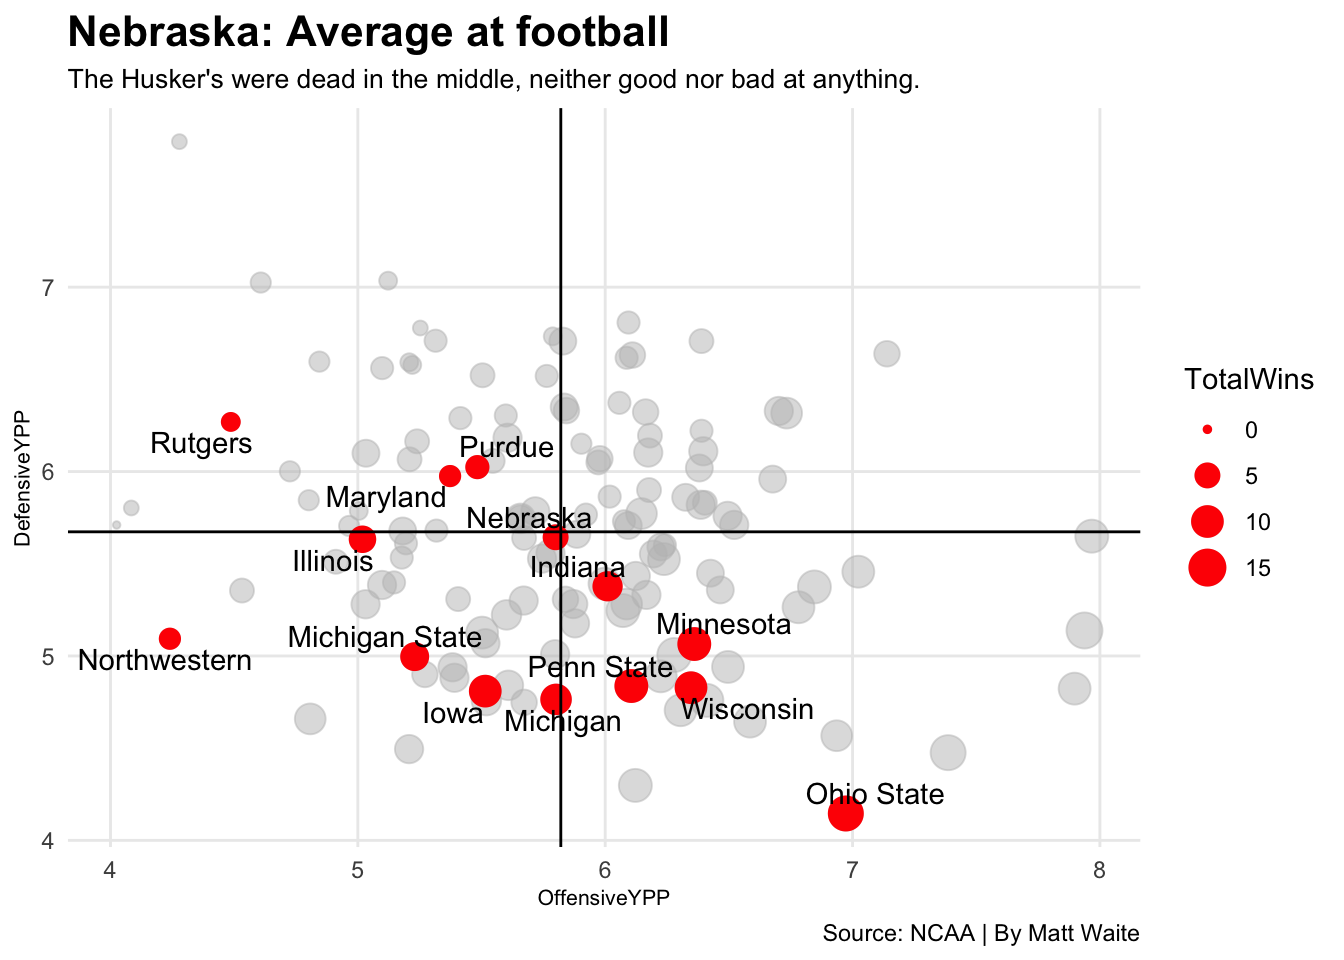 Nebraska: Average at football
The Husker's were dead in the middle, neither good nor bad at anything.
DefensiveYPP
7
6
5
4
Rutgers
Purdue
Maryland
Nebraska
Illinois
Indiana
Minnesota
Michigan State
Northwestern
Penn State
Iowa
Michigan
Wisconsin
Ohio State
4
5
6
7
8
OffensiveYPP
TotalWins
0
5
10
15
Source: NCAA | By Matt Waite